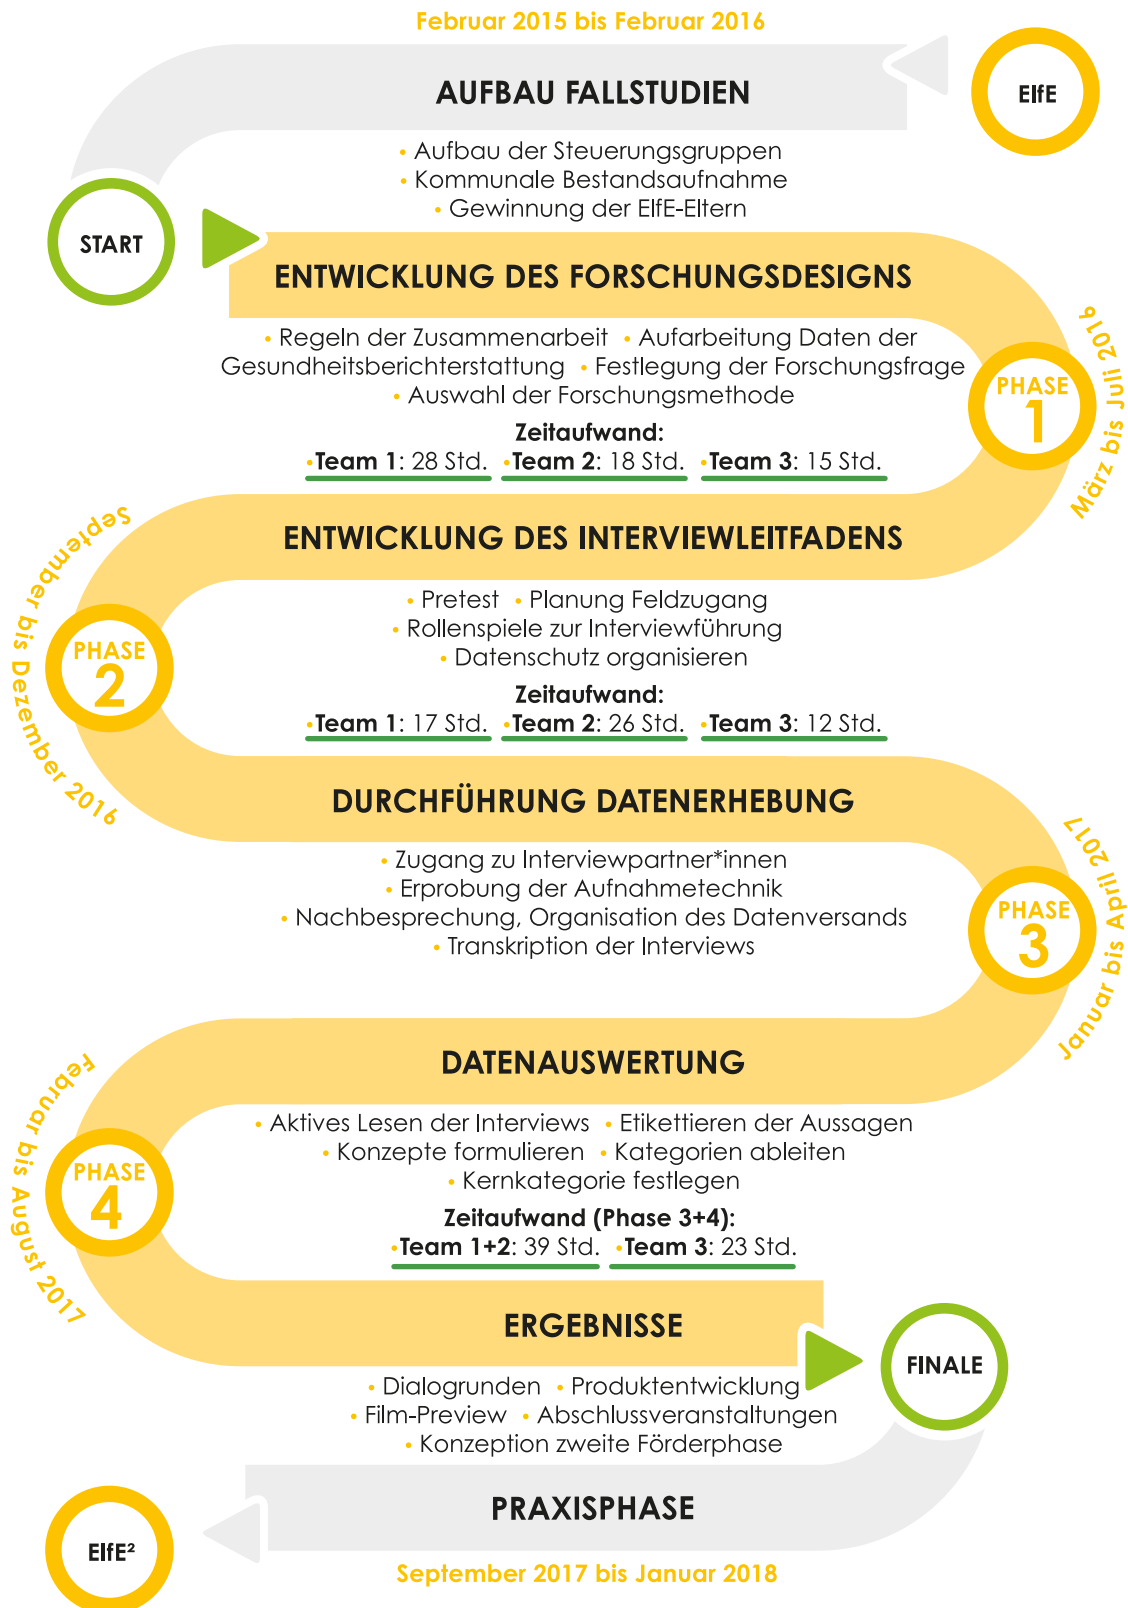 Februar 2015 bis Februar 2016
AUFBAU FALLSTUDIEN
ElfE
• Aufbau der Steuerungsgruppen
• Kommunale Bestandsaufnahme
• Gewinnung der ElfE-Eltern
START
ENTWICKLUNG DES FORSCHUNGSDESIGNS
• Regeln der Zusammenarbeit • Aufarbeitung Daten der
Gesundheitsberichterstattung • Festlegung der Forschungsfrage
• Auswahl der Forschungsmethode
PHASE
1
März bis Juli 2016
Zeitaufwand:
•Team 1: 28 Std. •Team 2: 18 Std. •Team 3: 15 Std.
ENTWICKLUNG DES INTERVIEWLEITFADENS
• Pretest • Planung Feldzugang
• Rollenspiele zur Interviewführung
• Datenschutz organisieren
PHASE
2
September bis Dezember 2016
Zeitaufwand:
•Team 1: 17 Std. •Team 2: 26 Std. •Team 3: 12 Std.
DURCHFÜHRUNG DATENERHEBUNG
• Zugang zu Interviewpartner*innen
• Erprobung der Aufnahmetechnik
• Nachbesprechung, Organisation des Datenversands
• Transkription der Interviews
PHASE
3
Januar bis April 2017
DATENAUSWERTUNG
• Aktives Lesen der Interviews • Etikettieren der Aussagen
• Konzepte formulieren • Kategorien ableiten
• Kernkategorie festlegen
PHASE
4
Februar bis August 2017
Zeitaufwand (Phase 3+4):
•Team 1+2: 39 Std. •Team 3: 23 Std.
ERGEBNISSE
FINALE
• Dialogrunden • Produktentwicklung
• Film-Preview • Abschlussveranstaltungen
• Konzeption zweite Förderphase
PRAXISPHASE
ElfE²
September 2017 bis Januar 2018